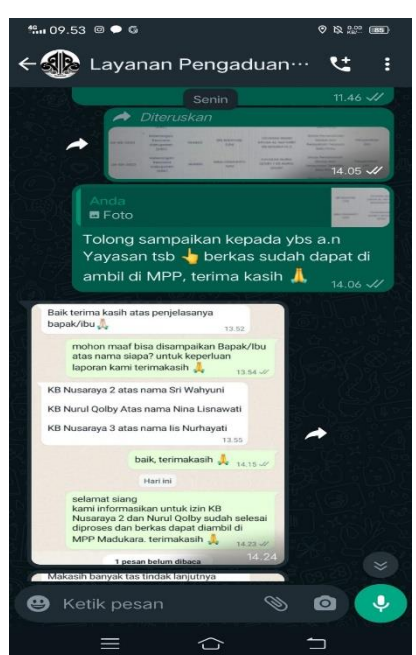 09.53
85
Layanan Pengaduan...
Senin
11.46
Diteruskan
14.05
Anda
Foto
Tolong sampaikan kepada ybs a.n
Yayasan tsb 👆 berkas sudah dapat di
ambil di MPP, terima kasih 🙏
14.06
Baik terima kasih atas penjelasanya
bapak/ibu 🙏
13.52
mohon maaf bisa disampaikan Bapak/Ibu
atas nama siapa? untuk keperluan
laporan kami terimakasih 🙏
13.54
KB Nusaraya 2 atas nama Sri Wahyuni
KB Nurul Qolby Atas nama Nina Lisnawati
KB Nusaraya 3 atas nama Iis Nurhayati
13.55
baik, terimakasih 🙏
14.15
Hari ini
selamat siang
kami informasikan untuk izin KB
Nusaraya 2 dan Nurul Qolby sudah selesai
diproses dan berkas dapat diambil di
MPP Madukara. terimakasih 🙏
14.23
14.24
1 pesan belum dibaca
Makasih banyak tas tindak lanjutnya
Ketik pesan